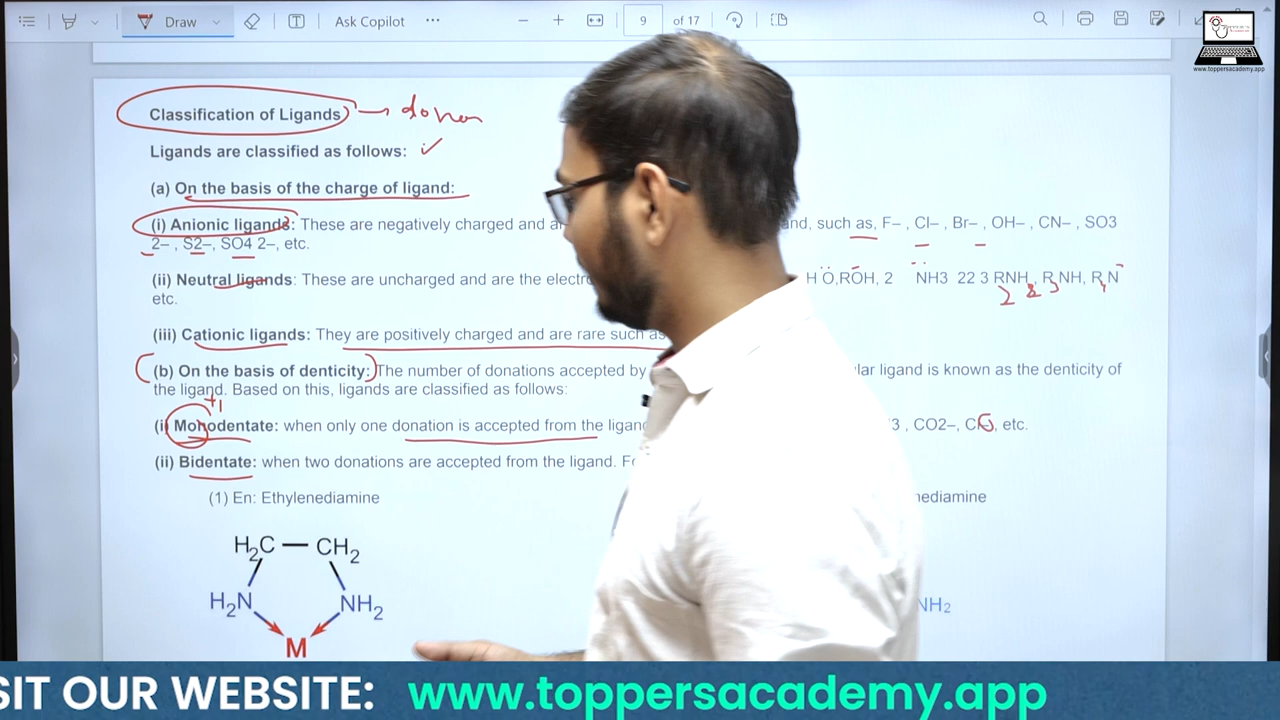 Draw
Ask Copilot
9 of 17
www.toppersacademy.app
Classification of Ligands → donor
Ligands are classified as follows:
(a) On the basis of the charge of ligand:
(i) Anionic ligands: These are negatively charged and and, such as, F– , Cl– , Br– , OH– , CN– , SO3
2– , S2–, SO4 2–, etc.
(ii) Neutral ligands: These are uncharged and are the electro H O,ROH, 2 NH3 22 3 RNH, R NH, R N
etc.
(iii) Cationic ligands: They are positively charged and are rare such as
(b) On the basis of denticity: The number of donations accepted by lar ligand is known as the denticity of
the ligand. Based on this, ligands are classified as follows:
+1
(i) Monodentate: when only one donation is accepted from the ligand 3 , CO2–, etc.
(ii) Bidentate: when two donations are accepted from the ligand.
(1) En: Ethylenediamine nediamine
H2C — CH2
H2N NH2 NH2
M
SIT OUR WEBSITE: www.toppersacademy.app